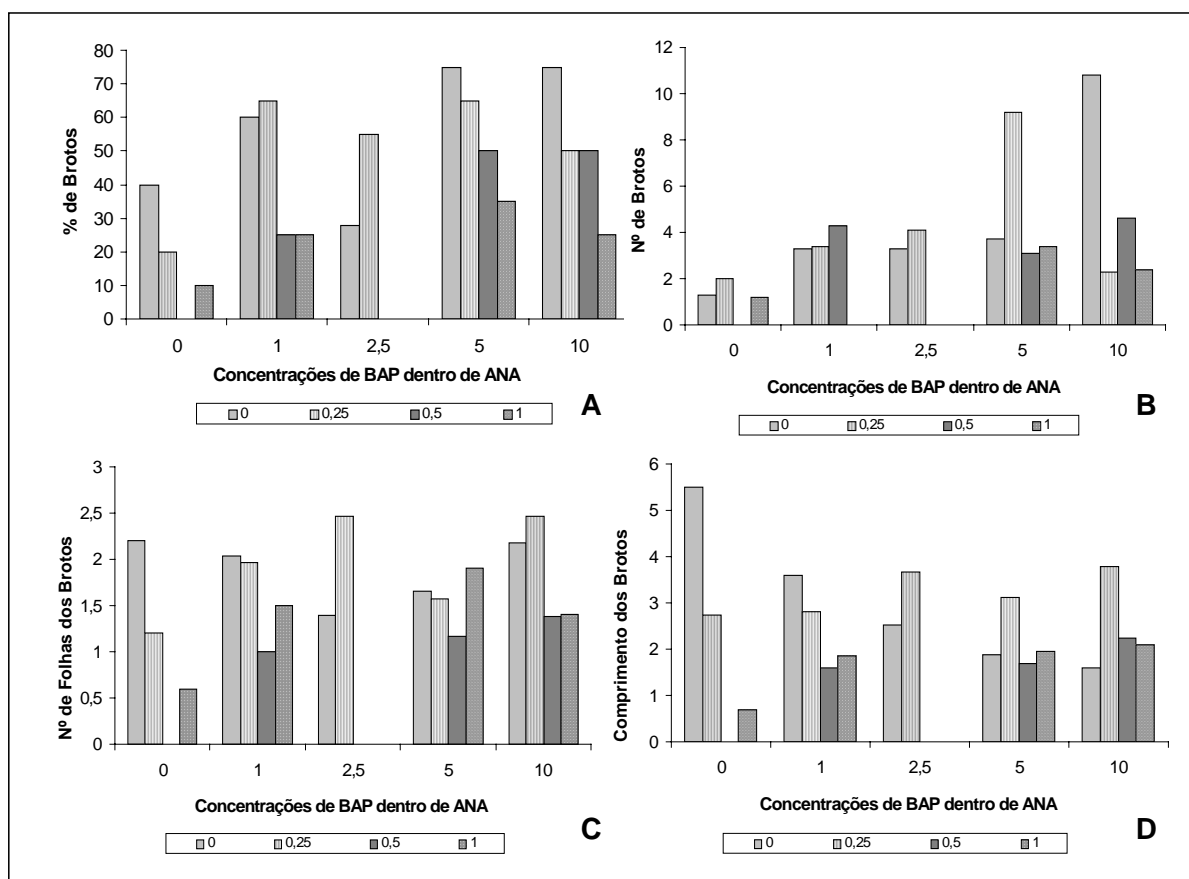 % de Brotos
80
70
60
50
40
30
20
10
0
0 1 2,5 5 10
Concentrações de BAP dentro de ANA
0 0,25 0,5 1
A
Nº de Brotos
12
10
8
6
4
2
0
0 1 2,5 5 10
Concentrações de BAP dentro de ANA
0 0,25 0,5 1
B
Nº de Folhas dos Brotos
3
2,5
2
1,5
1
0,5
0
0 1 2,5 5 10
Concentrações de BAP dentro de ANA
0 0,25 0,5 1
C
Comprimento dos Brotos
6
5
4
3
2
1
0
0 1 2,5 5 10
Concentrações de BAP dentro de ANA
0 0,25 0,5 1
D